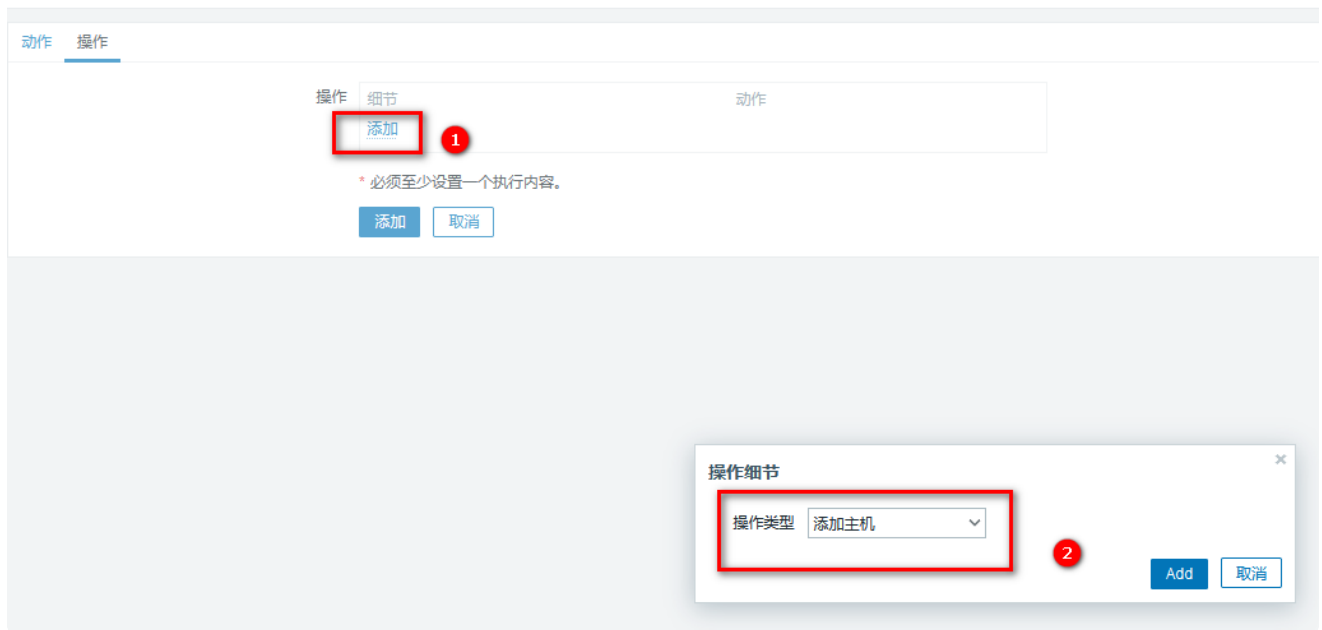 动作 操作
操作 细节 动作
添加 1
* 必须至少设置一个执行内容。
添加 取消
操作细节
操作类型 添加主机
2
Add 取消